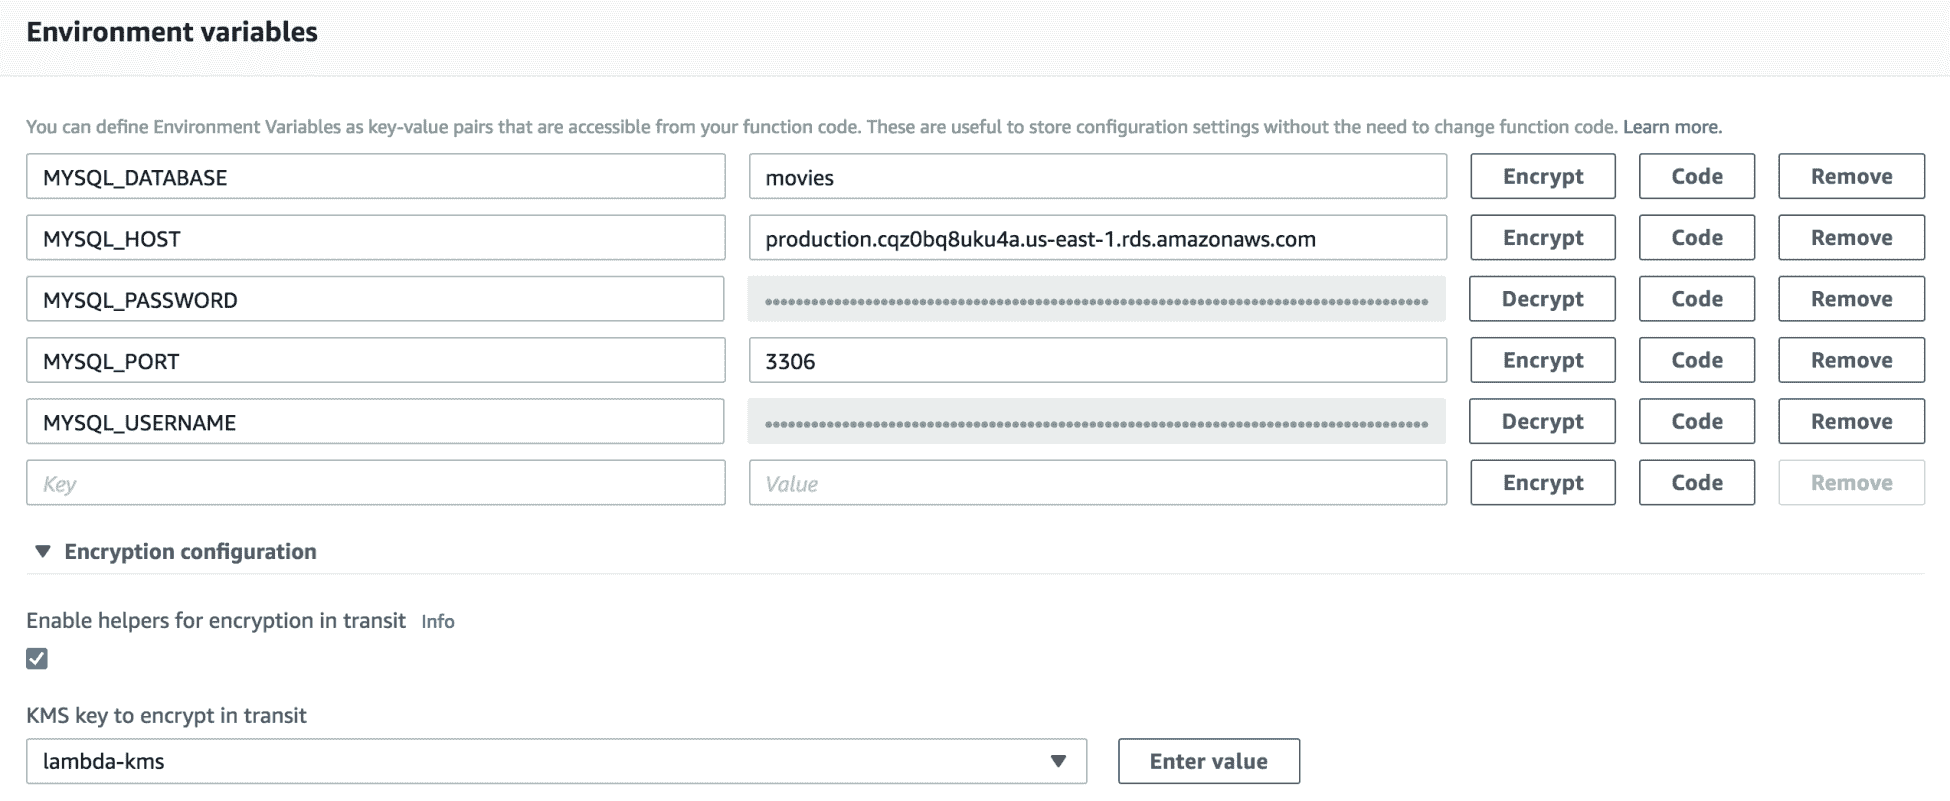 Environment variables
You can define Environment Variables as key-value pairs that are accessible from your function code. These are useful to store configuration settings without the need to change function code. Learn more.
MYSQL_DATABASE movies Encrypt Code Remove
MYSQL_HOST production.cqz0bq8uku4a.us-east-1.rds.amazonaws.com Encrypt Code Remove
MYSQL_PASSWORD Decrypt Code Remove
MYSQL_PORT 3306 Encrypt Code Remove
MYSQL_USERNAME Decrypt Code Remove
Key Value Encrypt Code Remove
Encryption configuration
Enable helpers for encryption in transit Info
KMS key to encrypt in transit
lambda-kms Enter value